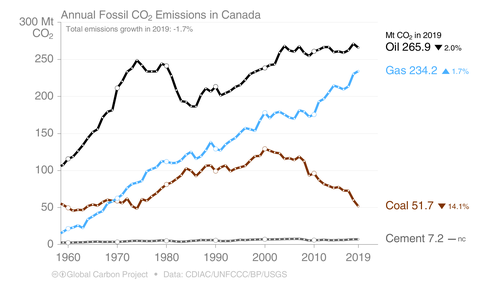 Annual Fossil CO2 Emissions in Canada
300 Mt
CO2
Total emissions growth in 2019: -1.7%
250
200
150
100
50
0
1960 1970 1980 1990 2000 2010 2019
Mt CO2 in 2019
Oil 265.9 ▼ 2.0%
Gas 234.2 ▲ 1.7%
Coal 51.7 ▼ 14.1%
Cement 7.2 — nc
Global Carbon Project • Data: CDIAC/UNFCCC/BP/USGS